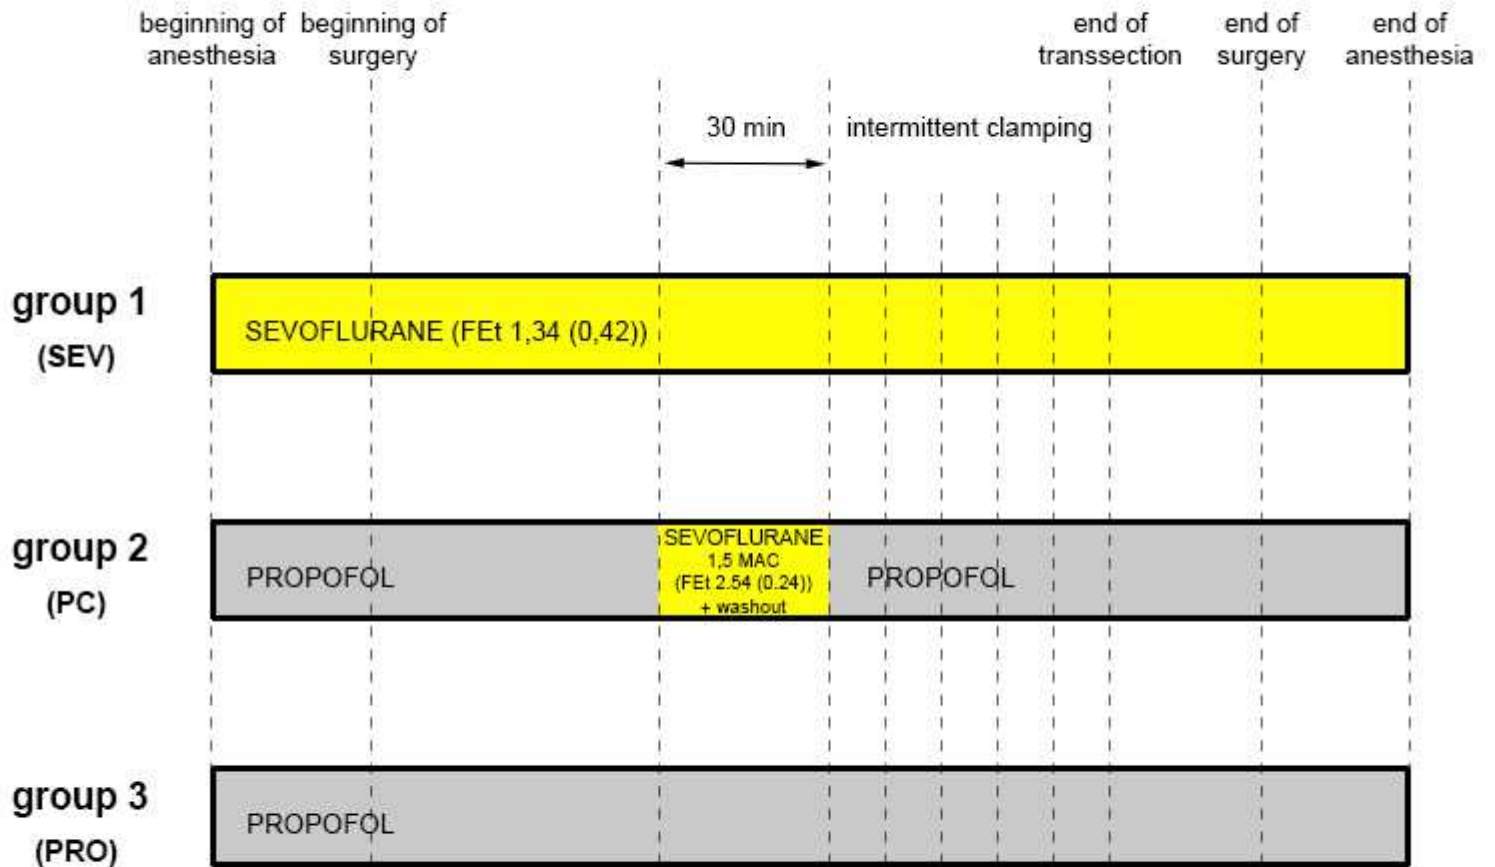 beginning of
anesthesia
beginning of
surgery
end of
transsection
end of
surgery
end of
anesthesia
30 min
intermittent clamping
group 1
(SEV)
SEVOFLURANE (FEt 1,34 (0,42))
group 2
(PC)
PROPOFOL
SEVOFLURANE
1,5 MAC
(FEt 2.54 (0.24))
+ washout
PROPOFOL
group 3
(PRO)
PROPOFOL